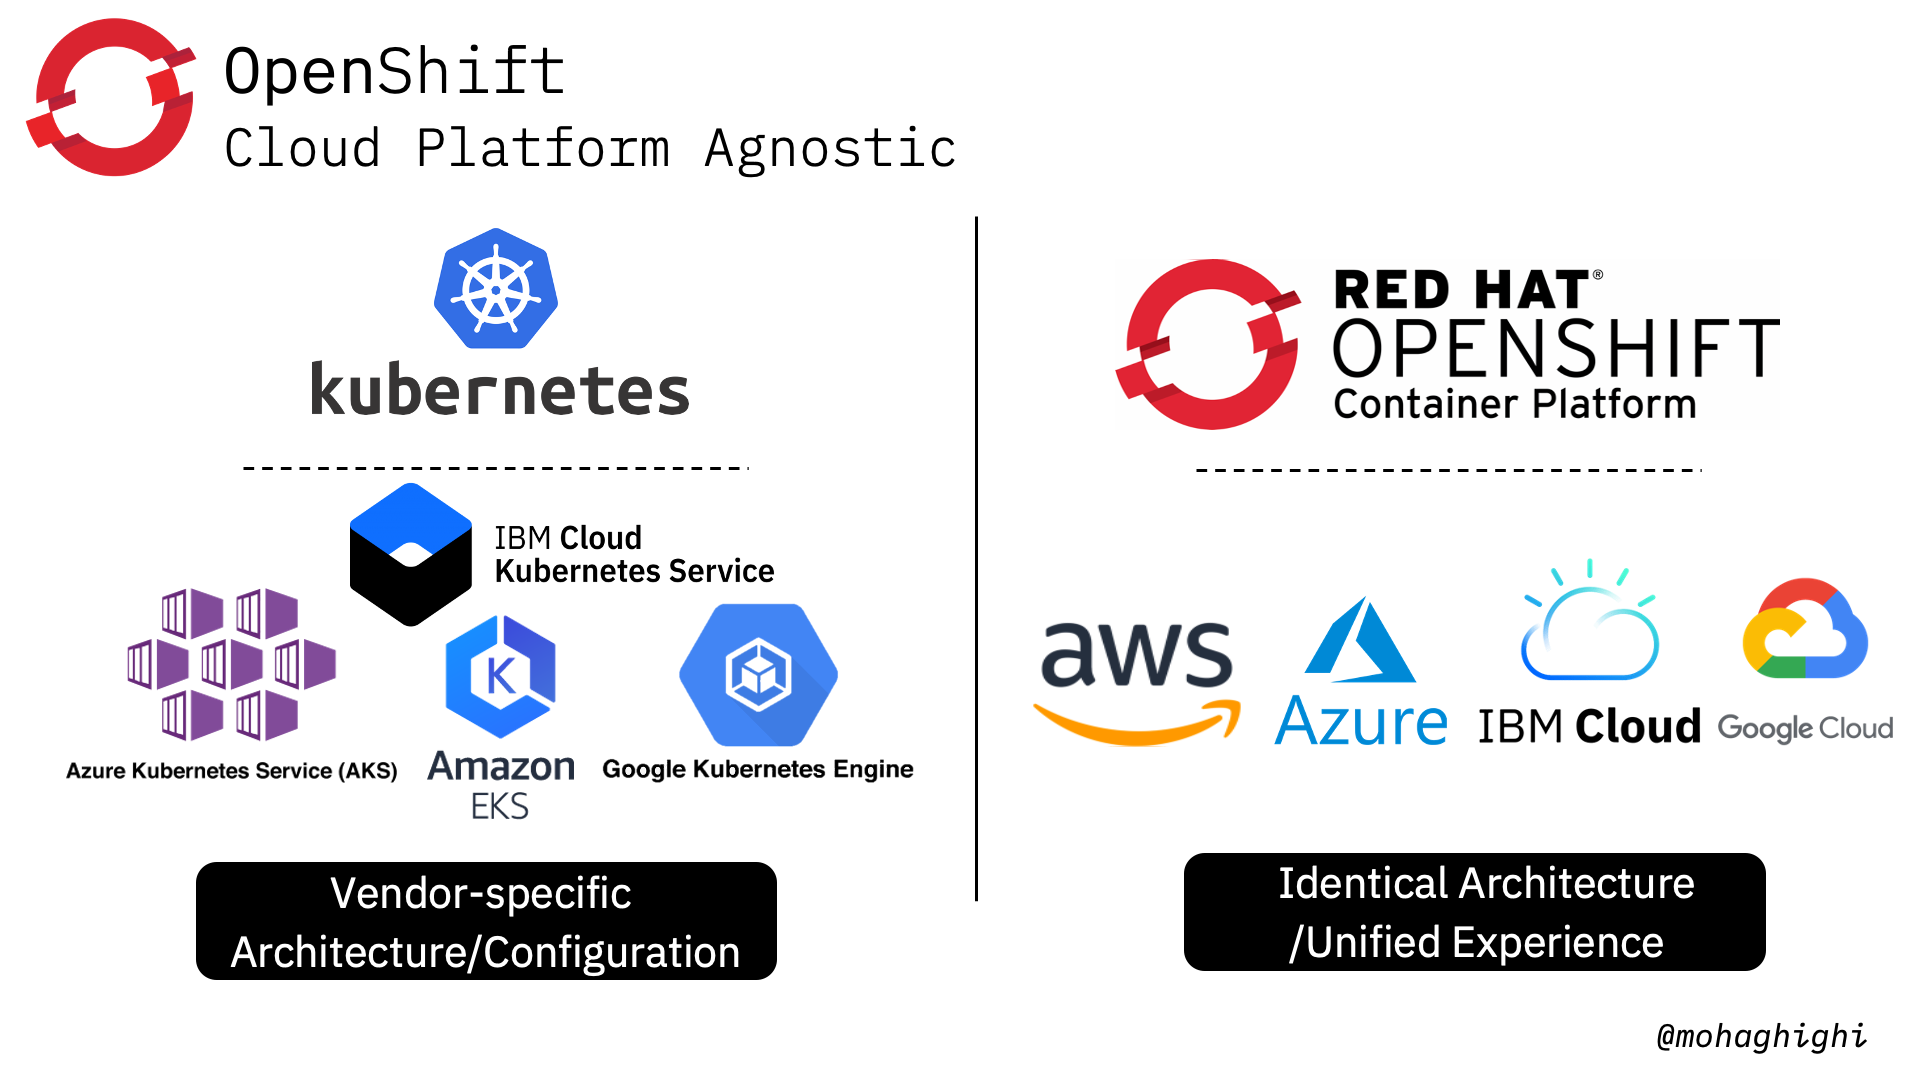 OpenShift
Cloud Platform Agnostic
kubernetes
IBM Cloud
Kubernetes Service
Azure Kubernetes Service (AKS)
K
Amazon
EKS
Google Kubernetes Engine
Vendor-specific
Architecture/Configuration
RED HAT®
OPENSHIFT
Container Platform
aws
Azure
IBM Cloud
Google Cloud
Identical Architecture
/Unified Experience
@mohaghighi